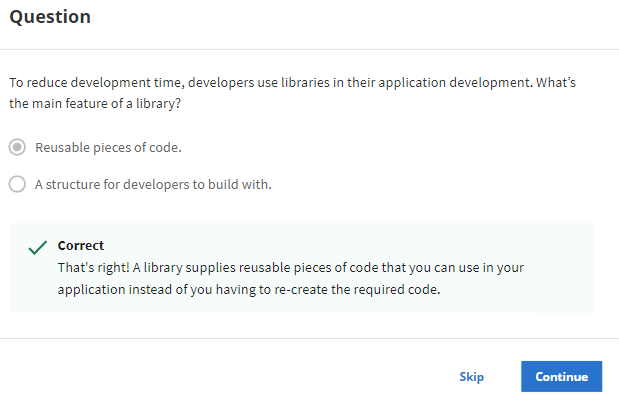 Question
To reduce development time, developers use libraries in their application development. What’s
the main feature of a library?
Reusable pieces of code.
A structure for developers to build with.
Correct
That's right! A library supplies reusable pieces of code that you can use in your
application instead of you having to re-create the required code.
Skip
Continue